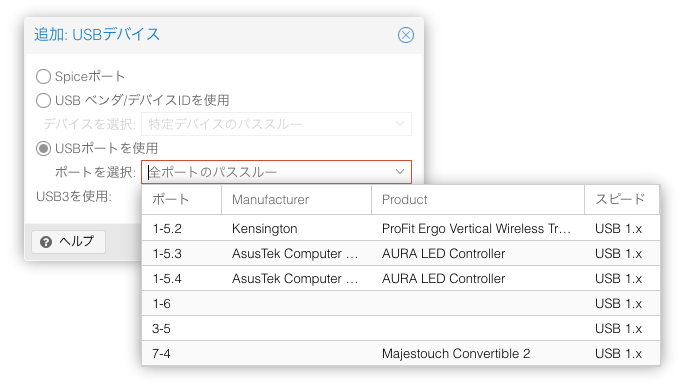 追加: USBデバイス
Spiceポート
USB ベンダ/デバイスIDを使用
デバイスを選択: 特定デバイスのパススルー
USBポートを使用
ポートを選択: 全ポートのパススルー
USB3を使用:
ヘルプ
ポート Manufacturer Product スピード
1-5.2 Kensington ProFit Ergo Vertical Wireless Tr… USB 1.x
1-5.3 AsusTek Computer … AURA LED Controller USB 1.x
1-5.4 AsusTek Computer … AURA LED Controller USB 1.x
1-6 USB 1.x
3-5 USB 1.x
7-4 Majestouch Convertible 2 USB 1.x